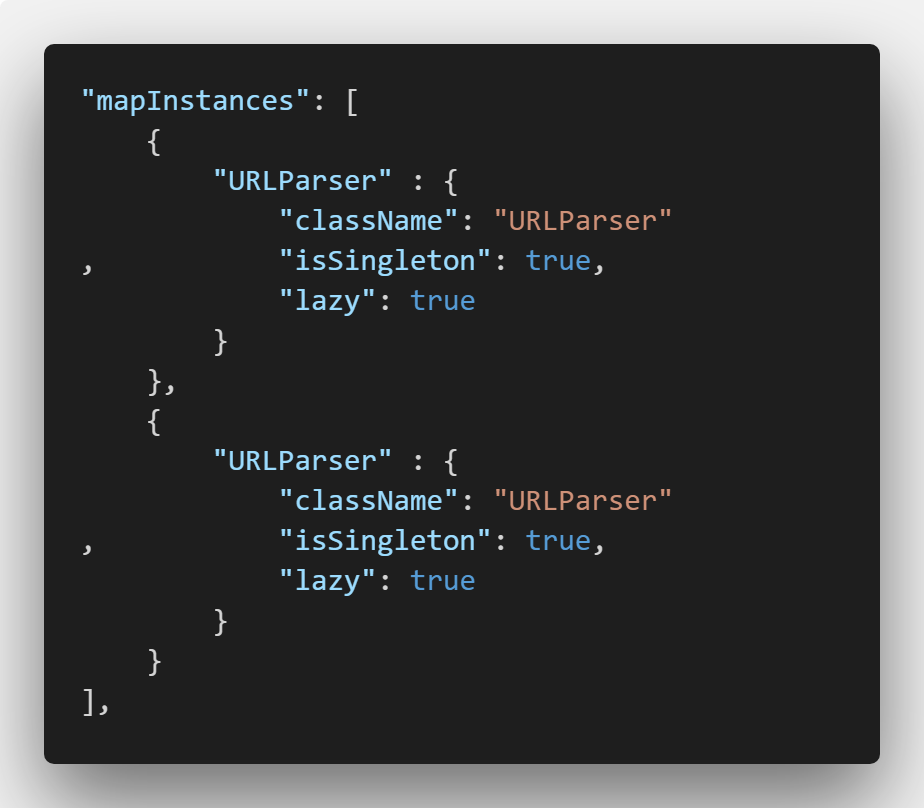 "mapInstances": [
    {
        "URLParser" : {
            "className": "URLParser"
,           "isSingleton": true,
            "lazy": true
        }
    },
    {
        "URLParser" : {
            "className": "URLParser"
,           "isSingleton": true,
            "lazy": true
        }
    }
],